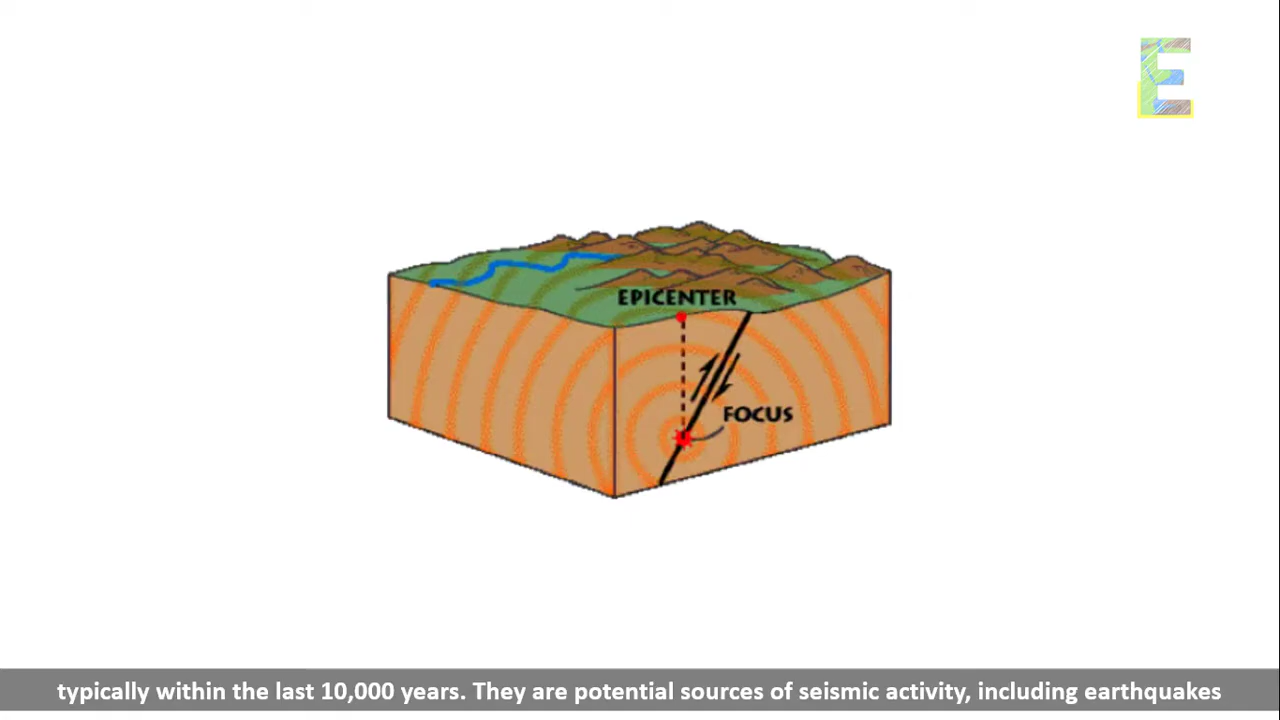 E
EPICENTER
FOCUS
typically within the last 10,000 years. They are potential sources of seismic activity, including earthquakes